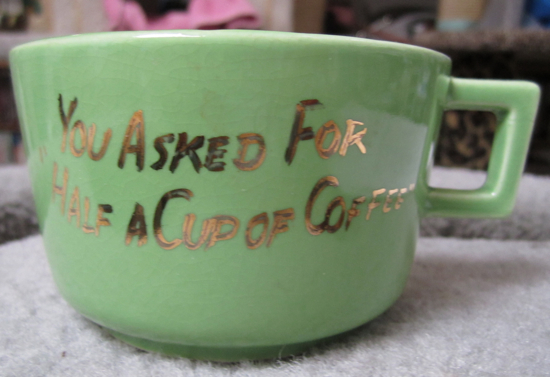 You Asked For
"Half a Cup of Coffee"